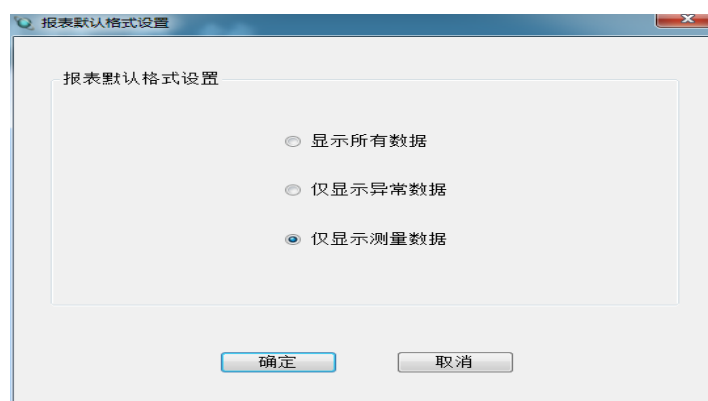 报表默认格式设置
报表默认格式设置
显示所有数据
仅显示异常数据
仅显示测量数据
确定
取消